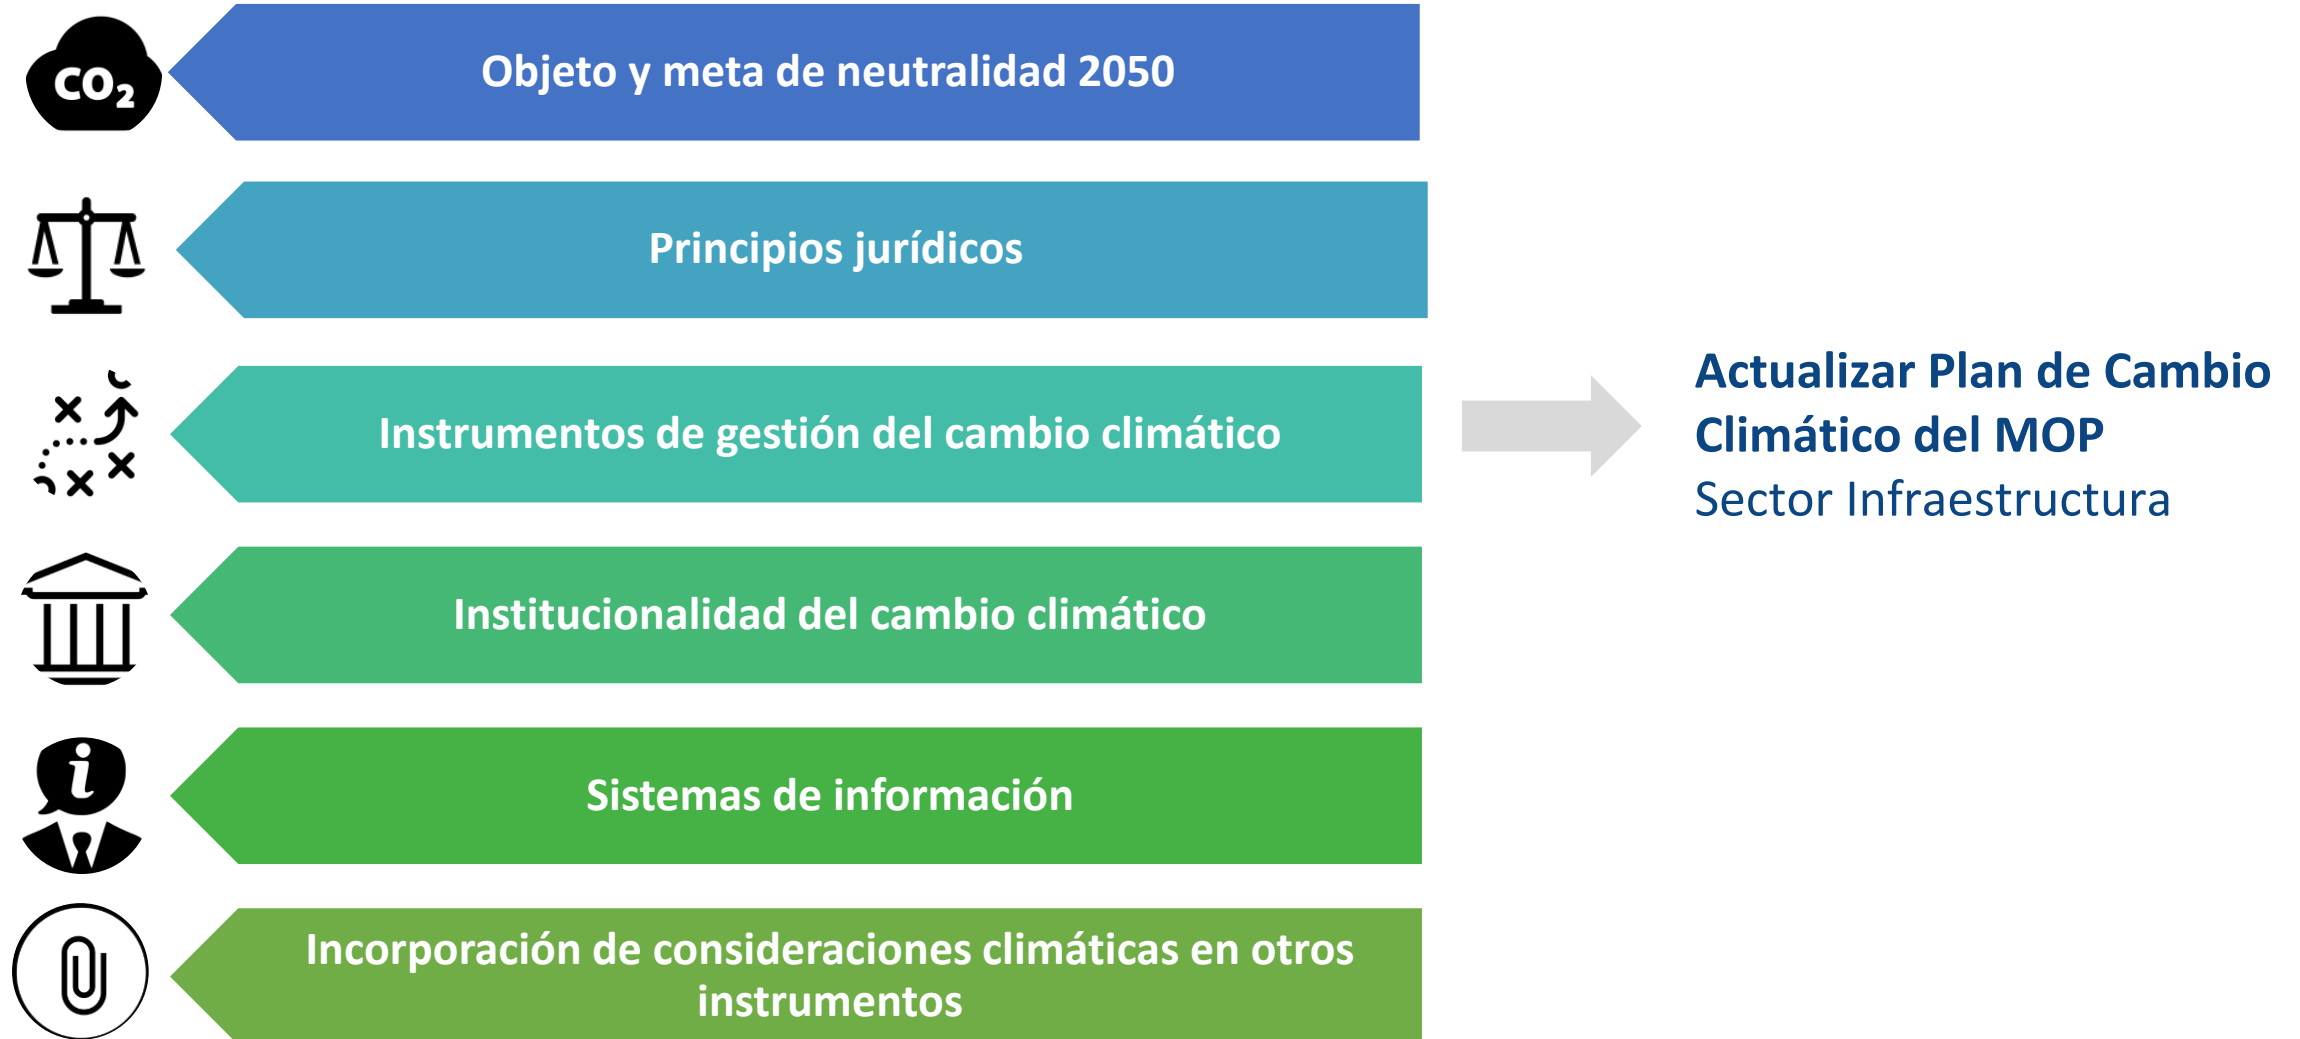 CO₂
Objeto y meta de neutralidad 2050
Principios jurídicos
Instrumentos de gestión del cambio climático
Actualizar Plan de Cambio
Climático del MOP
Sector Infraestructura
Institucionalidad del cambio climático
i
Sistemas de información
Incorporación de consideraciones climáticas en otros
instrumentos